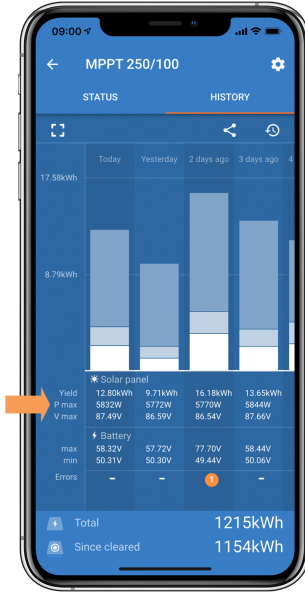 09:00
MPPT 250/100
STATUS HISTORY
Today Yesterday 2 days ago 3 days ago 4
17.58kWh
8.79kWh
Solar panel
Yield 12.80kWh 9.71kWh 16.18kWh 13.65kWh
P max 5832W 5772W 5770W 5844W
V max 87.49V 86.59V 86.54V 87.66V
Battery
max 58.32V 57.72V 77.70V 58.44V
min 50.31V 50.30V 49.44V 50.06V
Errors - - 1 -
Total 1215kWh
Since cleared 1154kWh